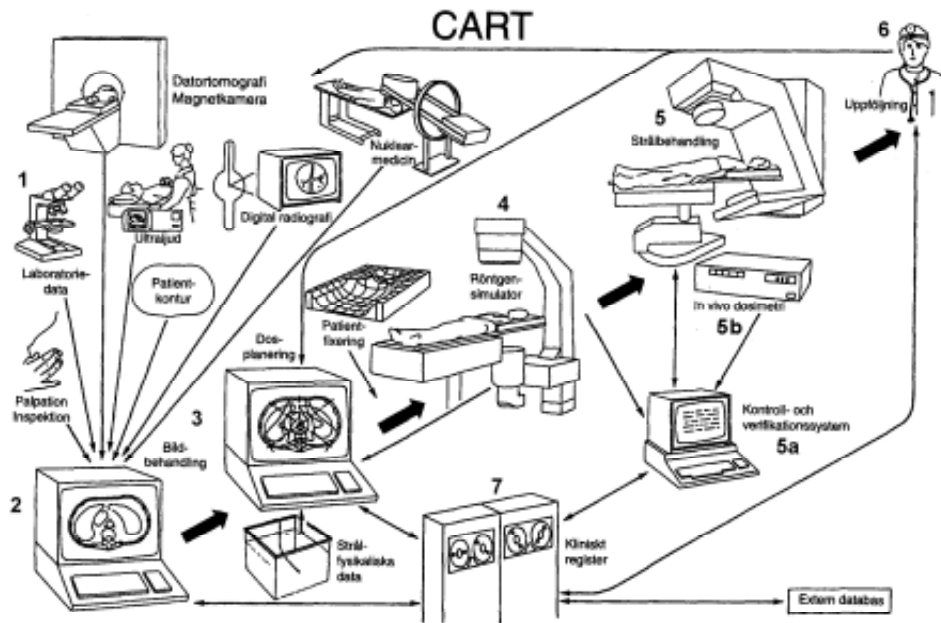 CART
6
Datortomografi
Magnetkamera
Uppföljning
5
Strålbehandling
Nuklear-
medicin
1
Ultraljud
Digital radiografi
4
Laboratorie-
data
Patient-
kontur
Röntgen-
simulator
In vivo dosimetri
5b
Patient-
fixering
Dos-
planering
Palpation
Inspektion
3
Kontroll- och
verifikationssystem
5a
Bild-
behandling
2
7
Strål-
fysikaliska
data
Kliniskt
register
Extern databas